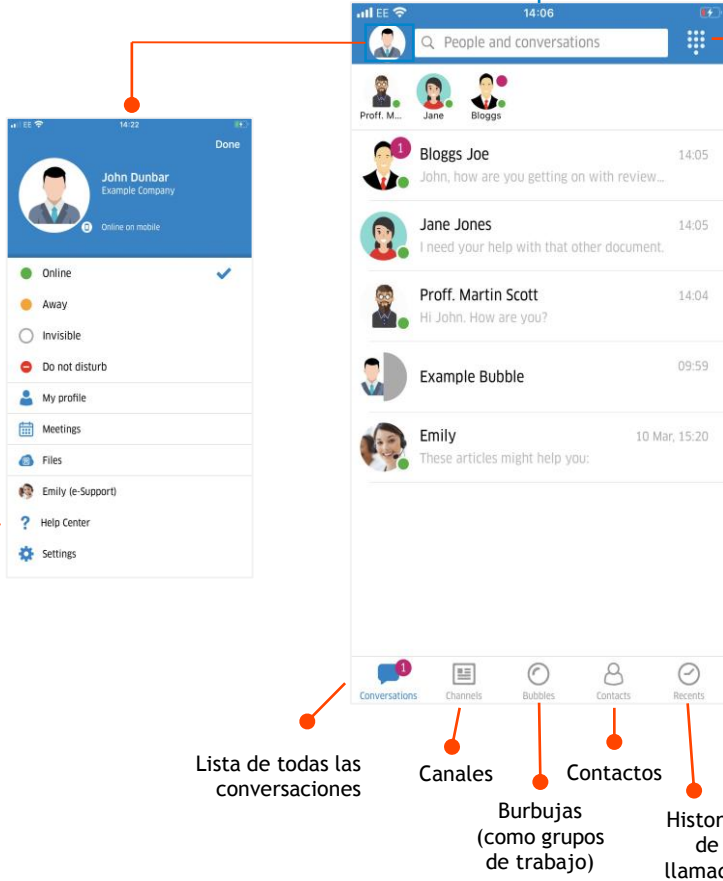 EE 14:06
People and conversations
Proff. M... Jane Bloggs
1 Bloggs Joe 14:05
John, how are you getting on with review...
Jane Jones 14:05
I need your help with that other document.
Proff. Martin Scott 14:04
Hi John. How are you?
Example Bubble 09:59
Emily 10 Mar, 15:20
These articles might help you:
1
Conversations Channels Bubbles Contacts Recents
EE 14:22
Done
John Dunbar
Example Company
Online on mobile
Online
Away
Invisible
Do not disturb
My profile
Meetings
Files
Emily (e-Support)
? Help Center
Settings
Lista de todas las
conversaciones
Canales
Burbujas
(como grupos
de trabajo)
Contactos
Histor
de
llamac